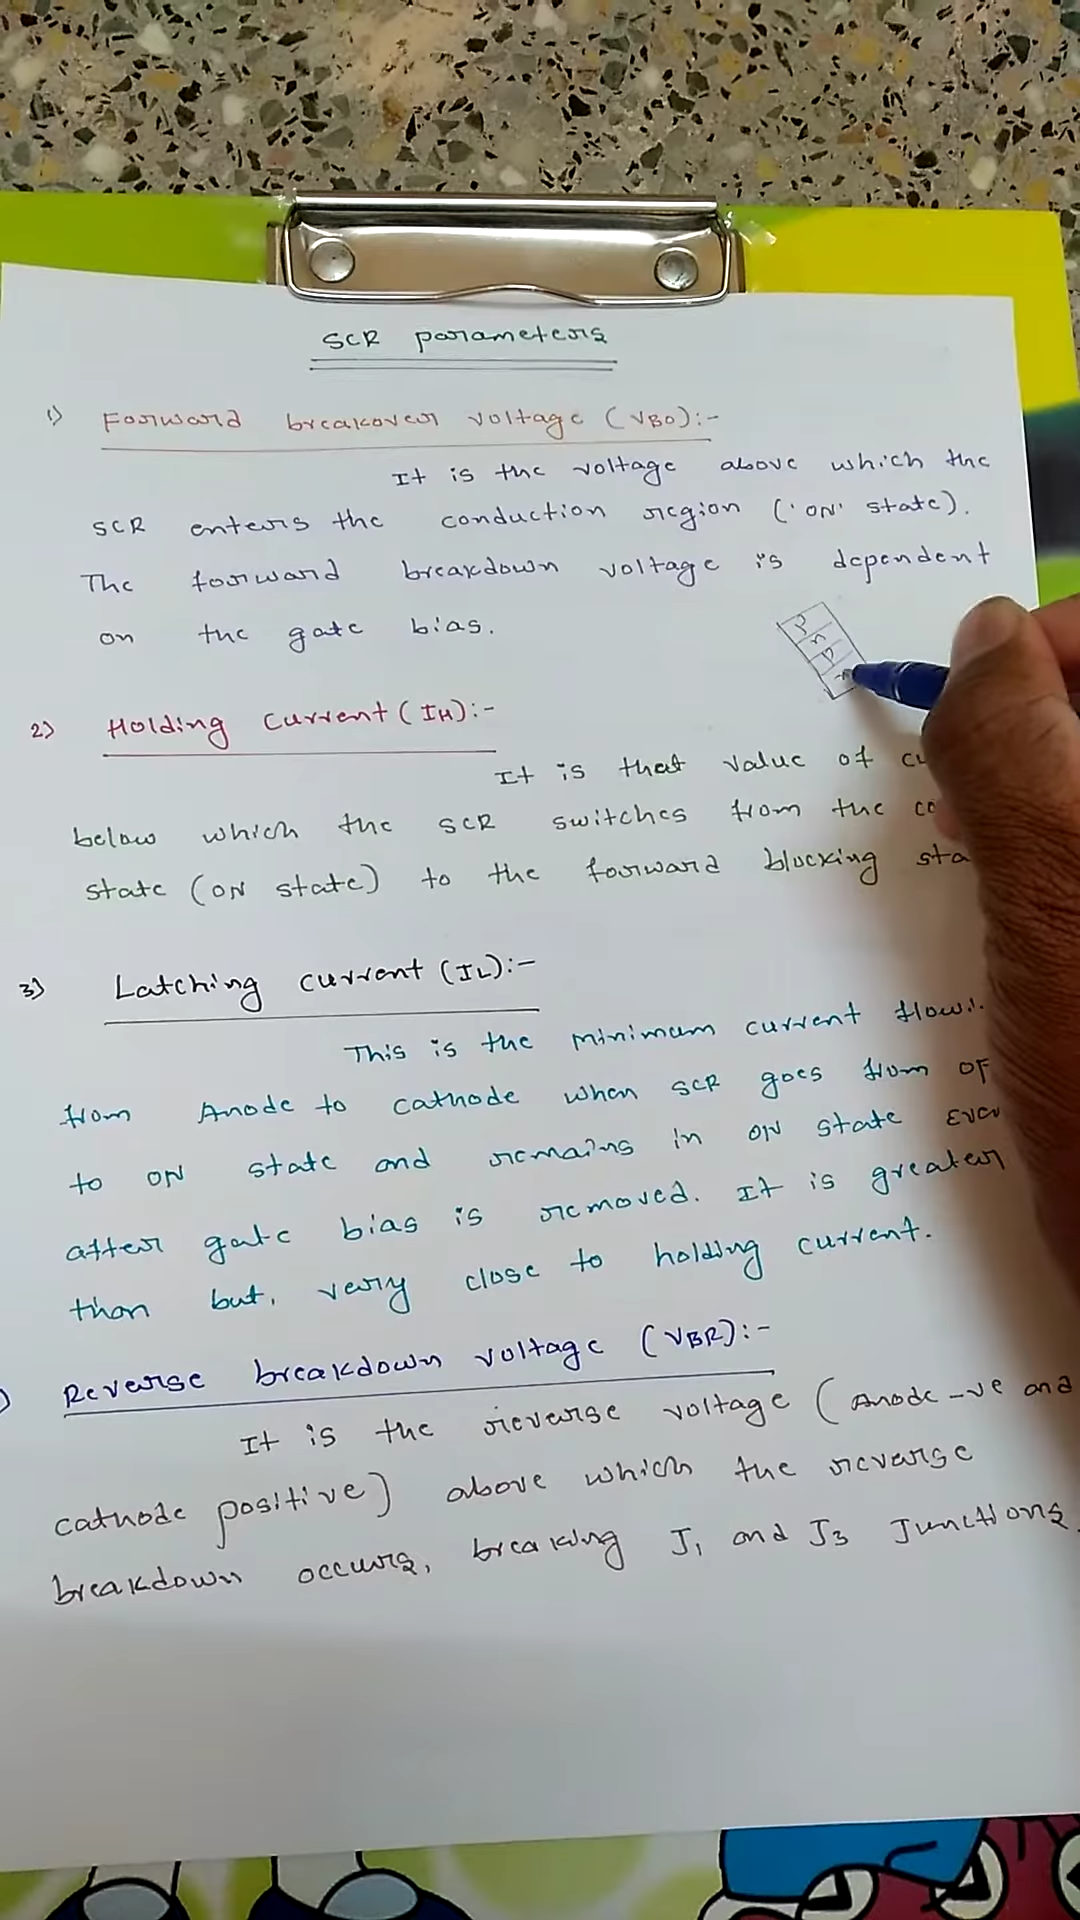 SCR parameters
1) Forward breakover voltage (VBO):-
It is the voltage above which the
SCR enters the conduction region ('ON' state).
The forward breakdown voltage is dependent
on the gate bias.
p
n
p
n
2) Holding current (IH):-
It is that value of
below which the SCR switches from the
state (ON state) to the forward blocking
3) Latching current (IL):-
This is the minimum current
from Anode to cathode when SCR goes from OF
to ON state and remains in ON state
after gate bias is removed. It is greater
than but, very close to holding current.
Reverse breakdown voltage (VBR):-
It is the reverse voltage (Anode -ve and
cathode positive) above which the reverse
breakdown occurs, breaking J1 and J3 Junctions.